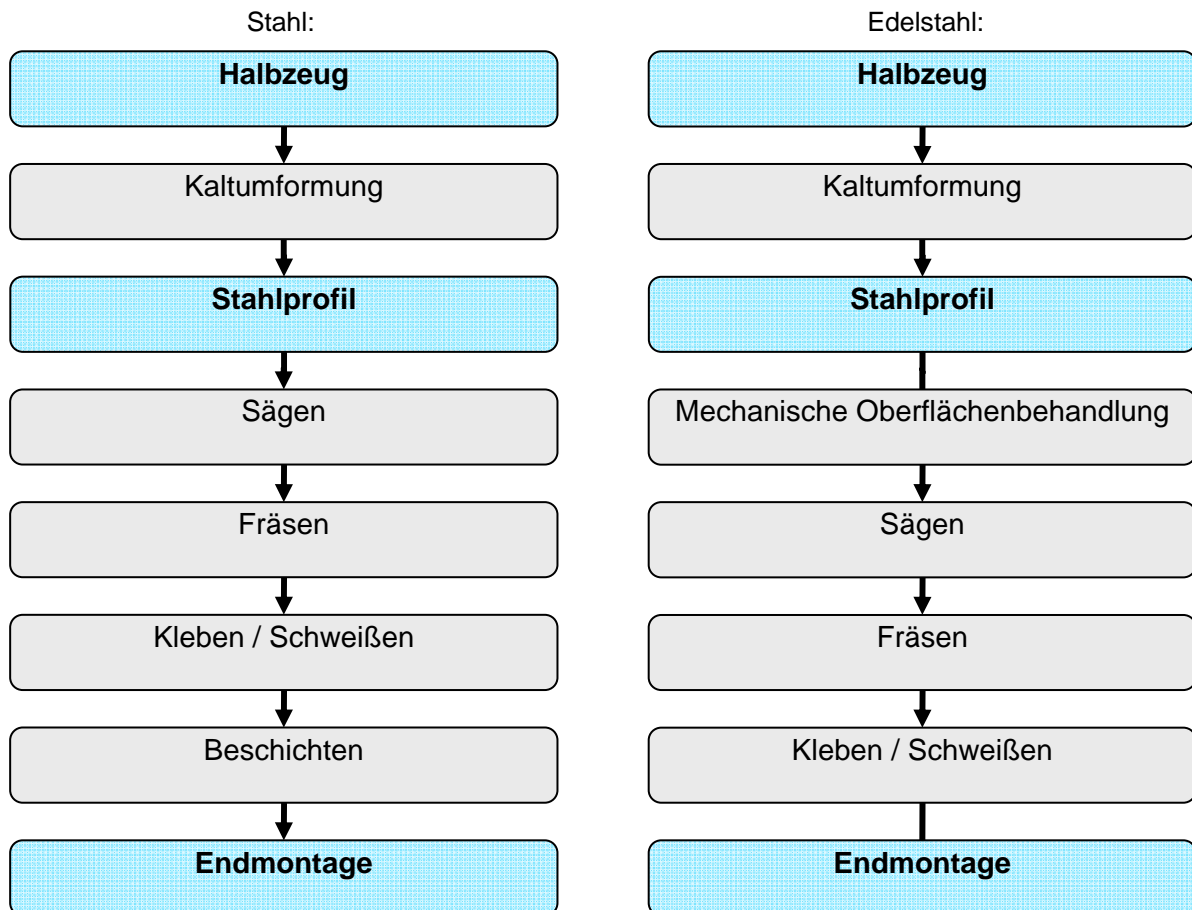 Stahl:
Halbzeug
Kaltumformung
Stahlprofil
Sägen
Fräsen
Kleben / Schweißen
Beschichten
Endmontage
Edelstahl:
Halbzeug
Kaltumformung
Stahlprofil
Mechanische Oberflächenbehandlung
Sägen
Fräsen
Kleben / Schweißen
Endmontage